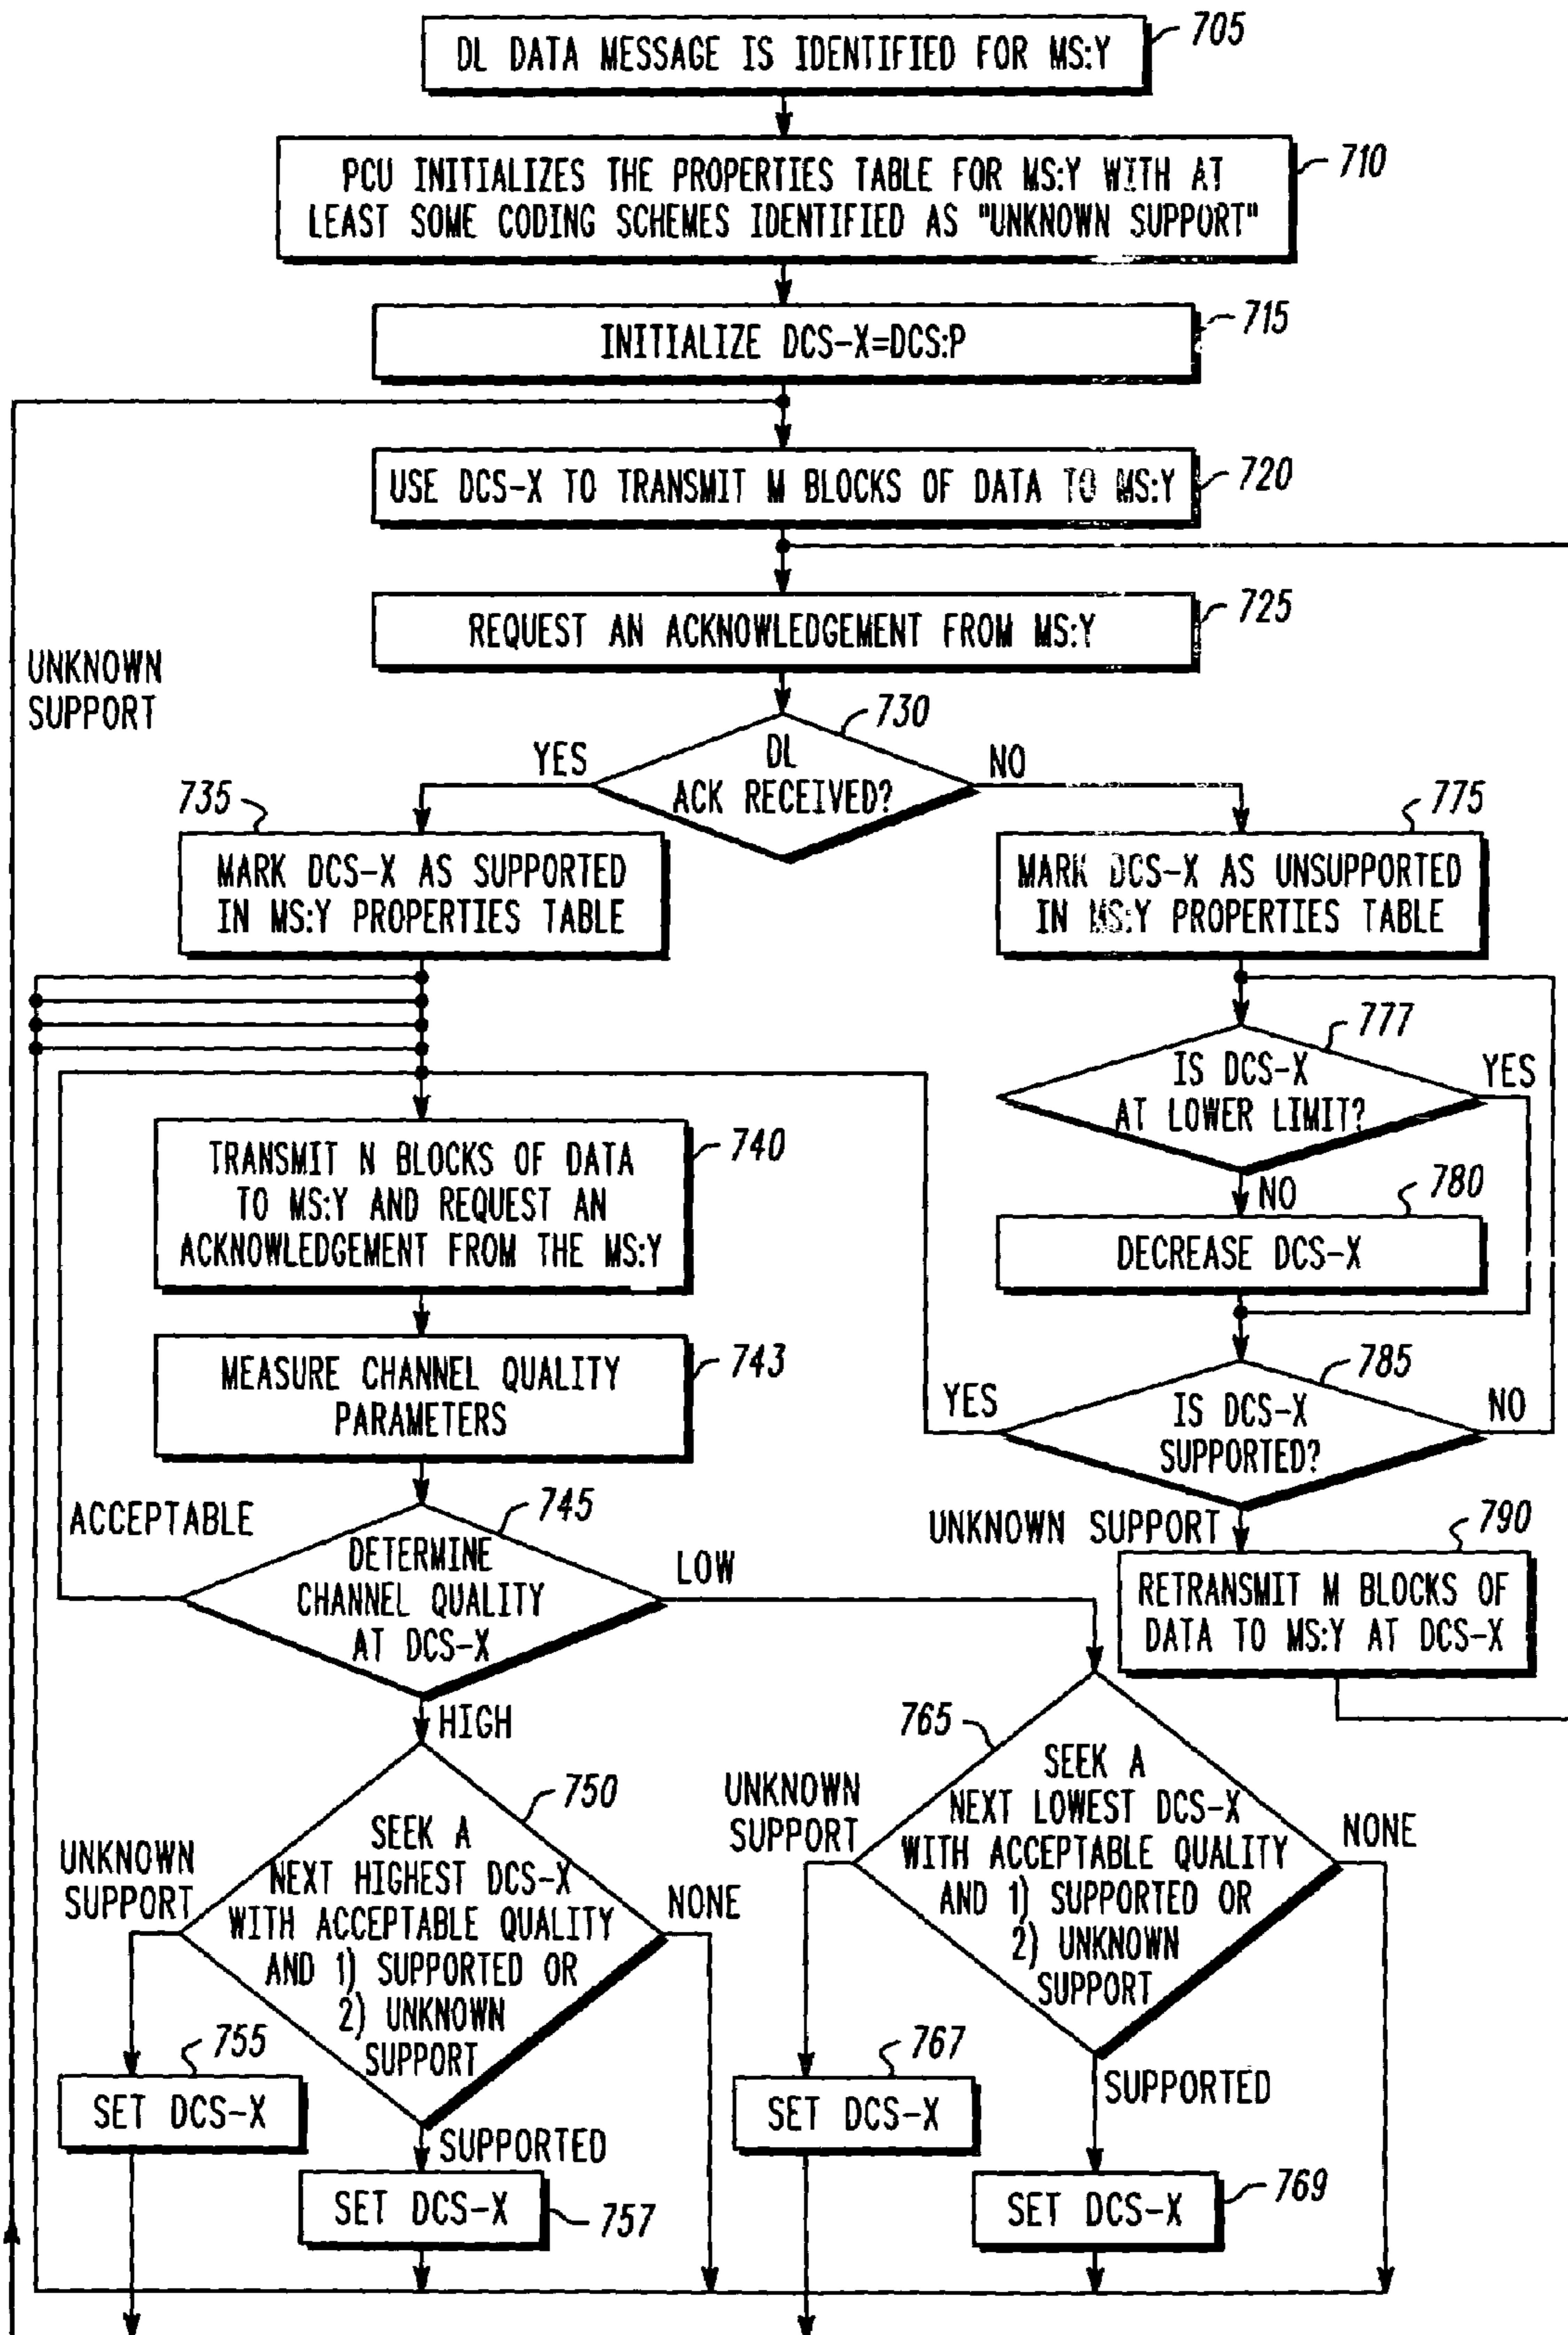 DL DATA MESSAGE IS IDENTIFIED FOR MS:Y
705
PCU INITIALIZES THE PROPERTIES TABLE FOR MS:Y WITH AT
LEAST SOME CODING SCHEMES IDENTIFIED AS "UNKNOWN SUPPORT"
710
INITIALIZE DCS-X=DCS:P
715
USE DCS-X TO TRANSMIT M BLOCKS OF DATA TO MS:Y
720
REQUEST AN ACKNOWLEDGEMENT FROM MS:Y
725
UNKNOWN
SUPPORT
730
DL
ACK RECEIVED?
YES
NO
735
MARK DCS-X AS SUPPORTED
IN MS:Y PROPERTIES TABLE
775
MARK DCS-X AS UNSUPPORTED
IN MS:Y PROPERTIES TABLE
777
IS DCS-X
AT LOWER LIMIT?
YES
NO
740
TRANSMIT N BLOCKS OF DATA
TO MS:Y AND REQUEST AN
ACKNOWLEDGEMENT FROM THE MS:Y
780
DECREASE DCS-X
743
MEASURE CHANNEL QUALITY
PARAMETERS
785
IS DCS-X
SUPPORTED?
YES
NO
UNKNOWN SUPPORT
790
RETRANSMIT M BLOCKS OF
DATA TO MS:Y AT DCS-X
ACCEPTABLE
745
DETERMINE
CHANNEL QUALITY
AT DCS-X
LOW
HIGH
750
SEEK A
NEXT HIGHEST DCS-X
WITH ACCEPTABLE QUALITY
AND 1) SUPPORTED OR
2) UNKNOWN
SUPPORT
UNKNOWN
SUPPORT
NONE
765
SEEK A
NEXT LOWEST DCS-X
WITH ACCEPTABLE QUALITY
AND 1) SUPPORTED OR
2) UNKNOWN
SUPPORT
UNKNOWN
SUPPORT
NONE
755
SET DCS-X
SUPPORTED
SET DCS-X
757
767
SET DCS-X
SUPPORTED
SET DCS-X
769